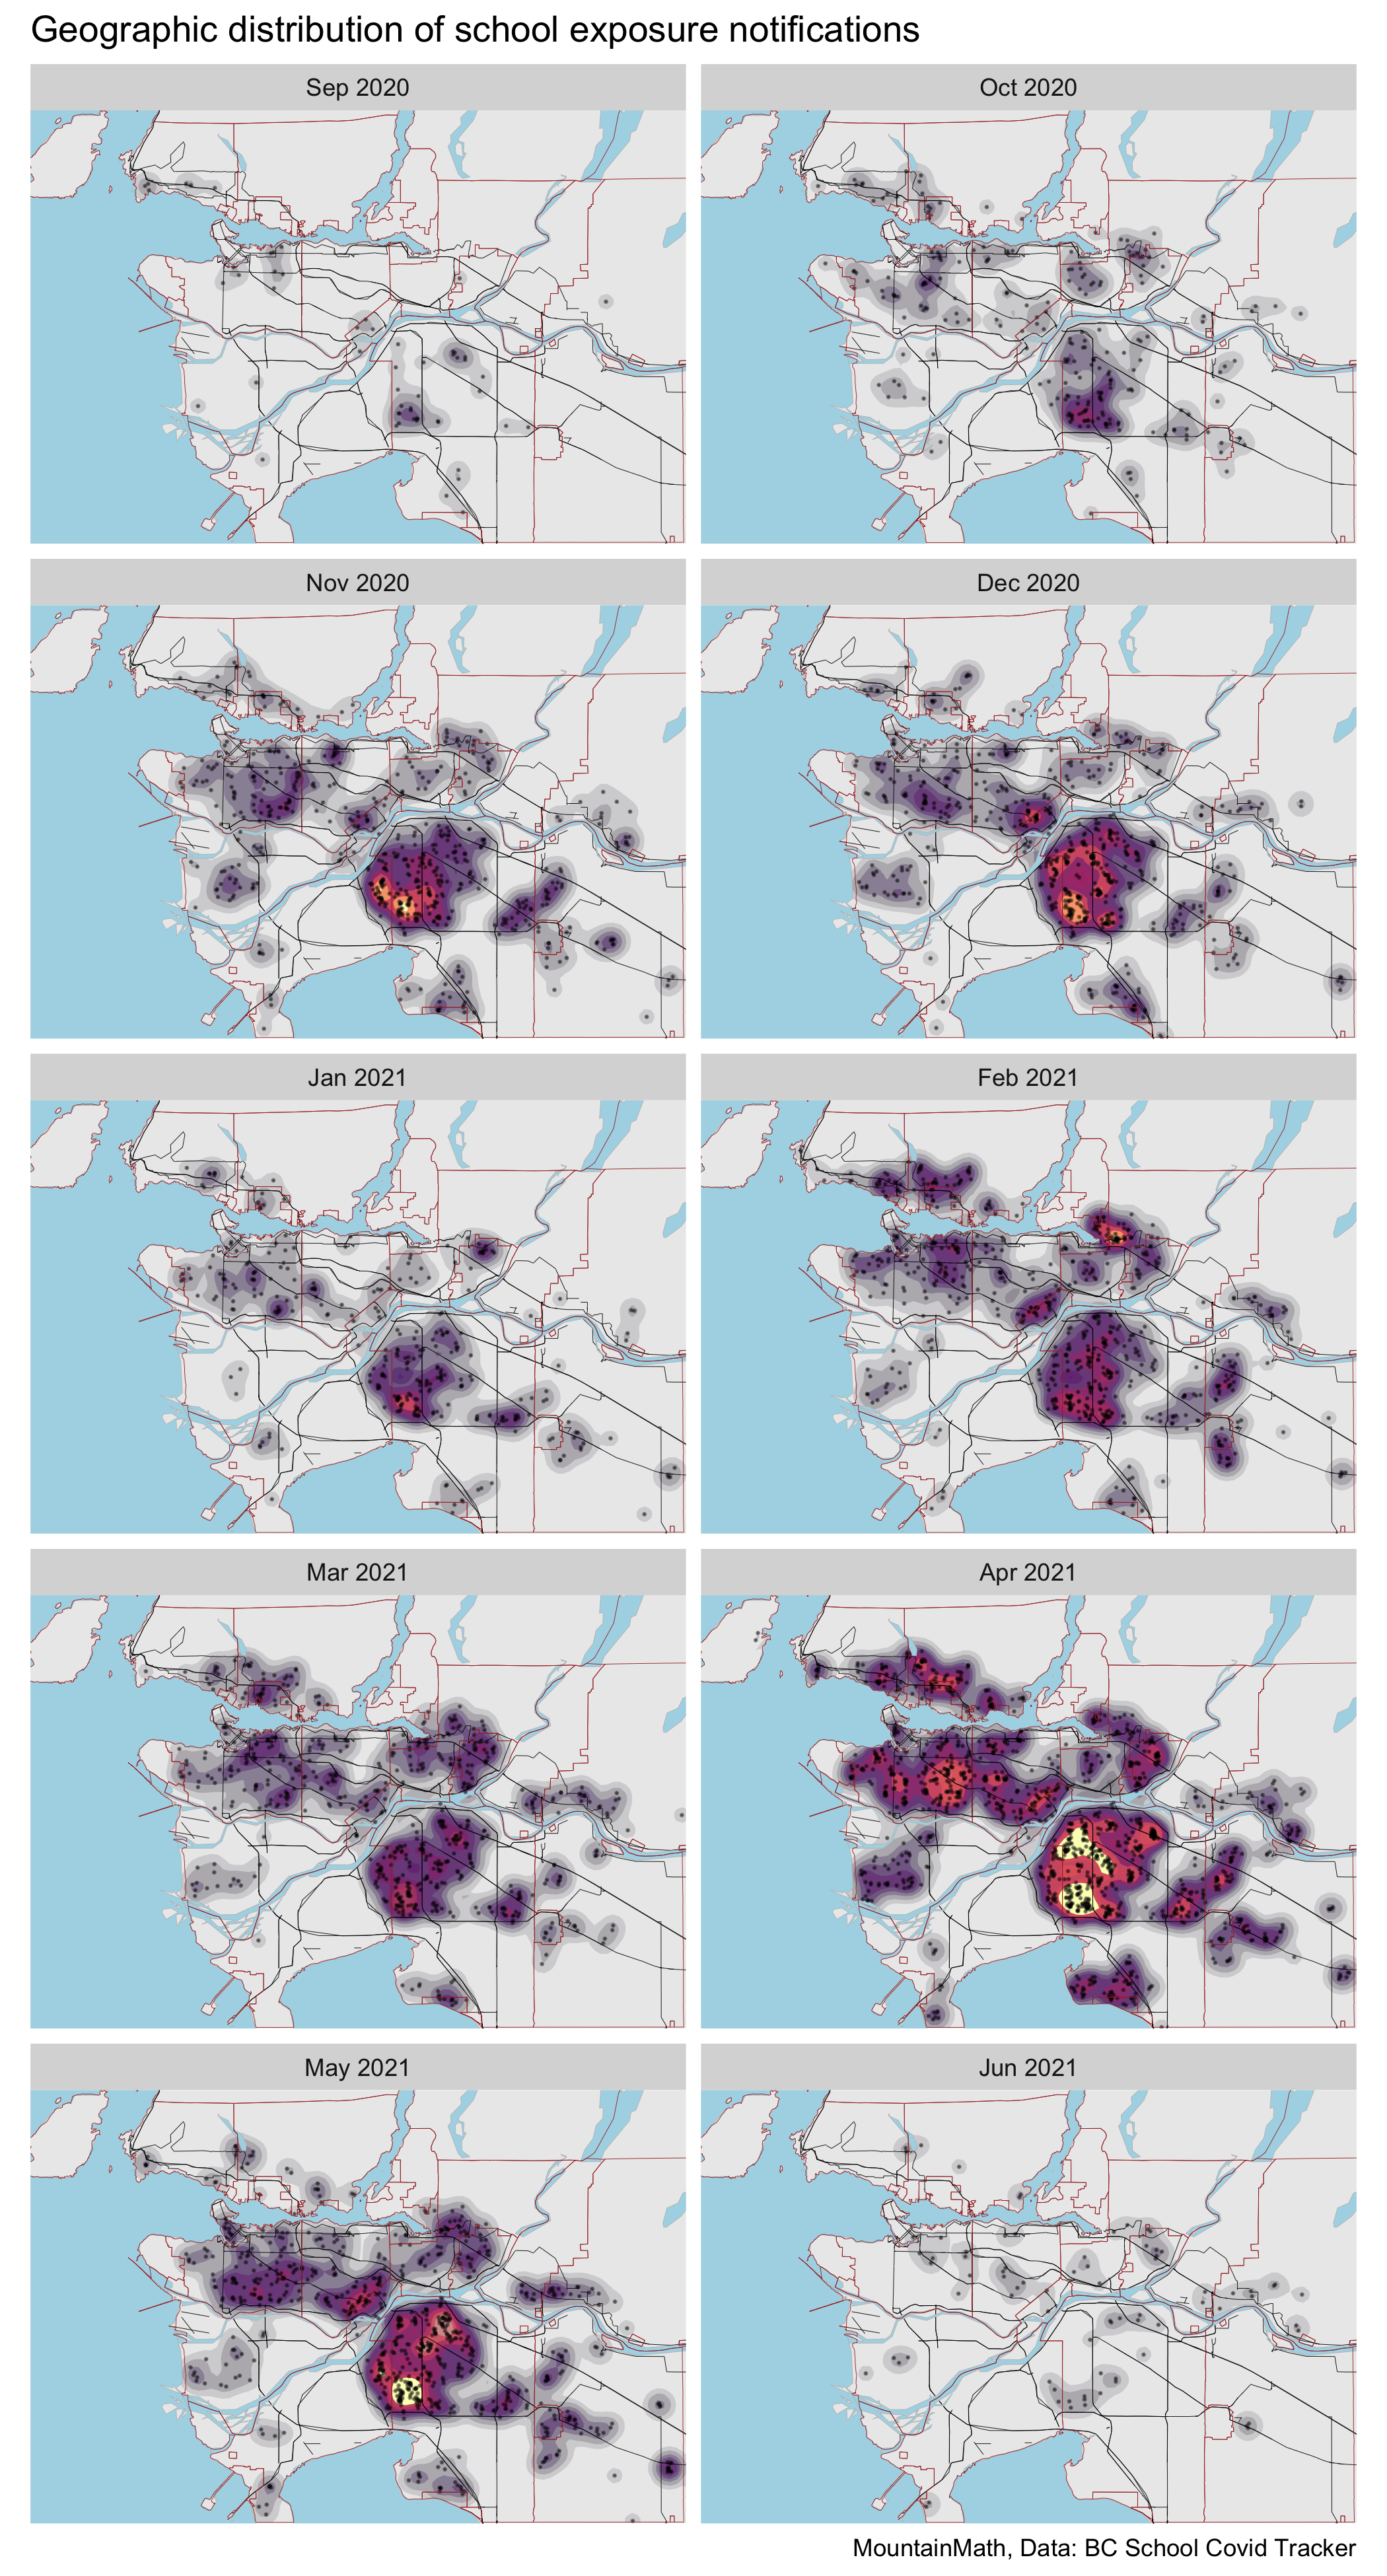 Geographic distribution of school exposure notifications
Sep 2020
Oct 2020
Nov 2020
Dec 2020
Jan 2021
Feb 2021
Mar 2021
Apr 2021
May 2021
Jun 2021
MountainMath, Data: BC School Covid Tracker